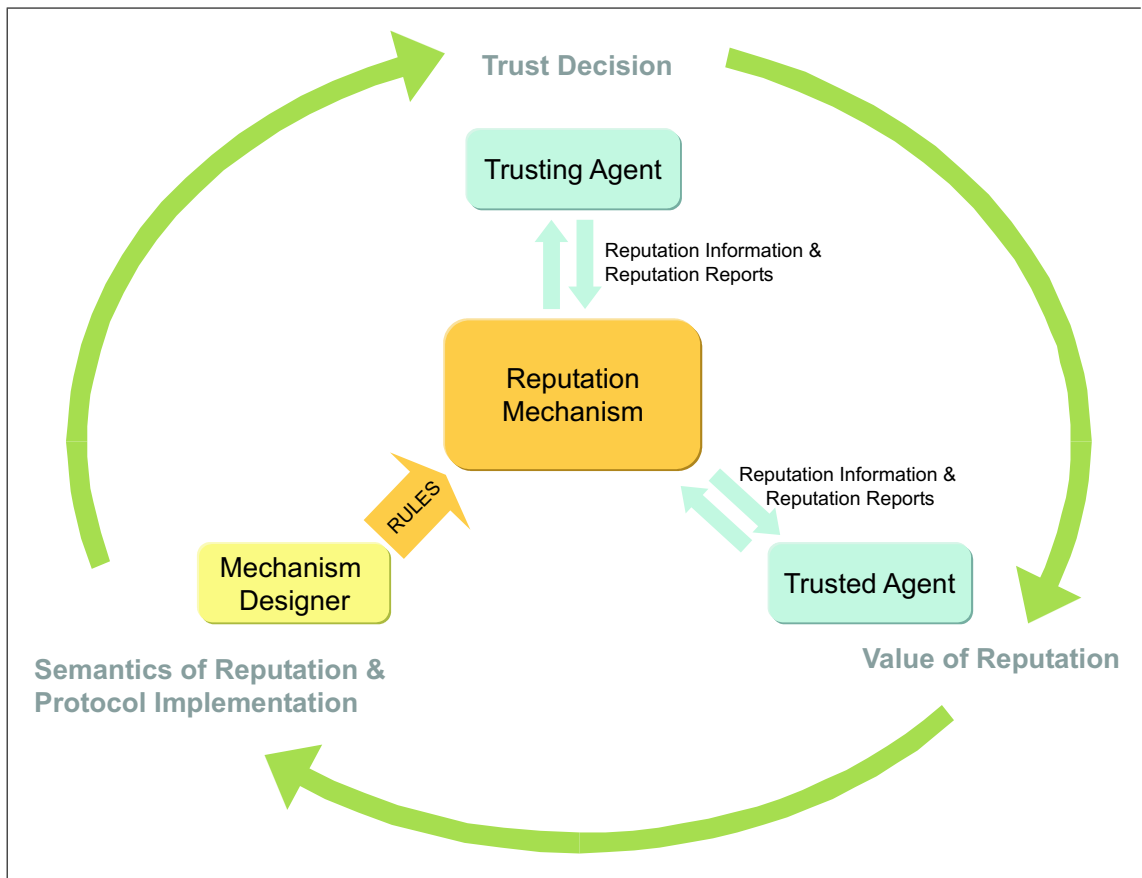 Trust Decision
Trusting Agent
Reputation Information &
Reputation Reports
Reputation
Mechanism
Reputation Information &
Reputation Reports
RULES
Mechanism
Designer
Trusted Agent
Semantics of Reputation &
Protocol Implementation
Value of Reputation